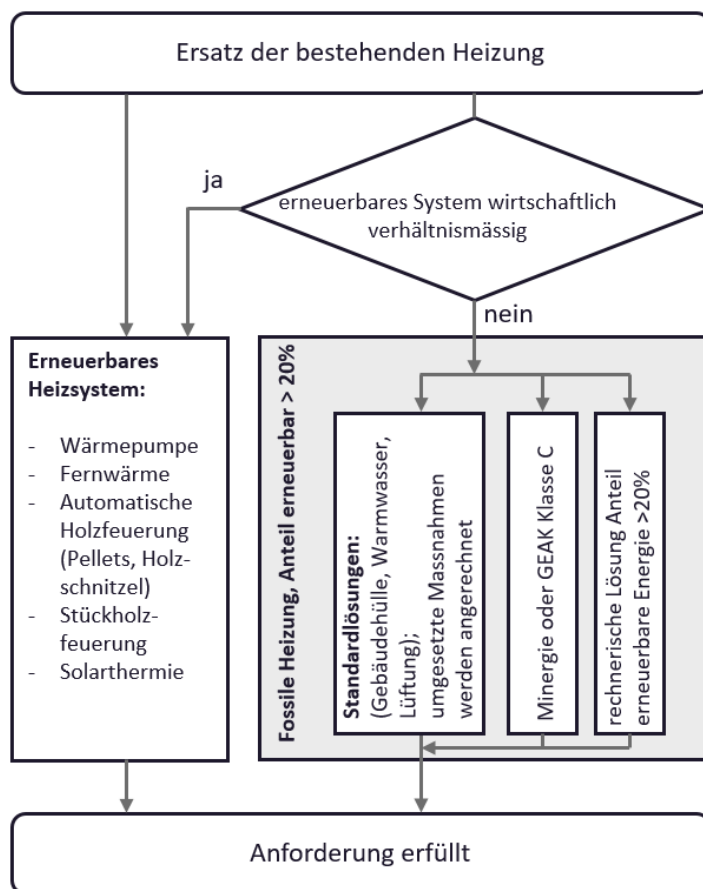 Ersatz der bestehenden Heizung
ja
erneuerbares System wirtschaftlich
verhältnismässig
nein
Erneuerbares
Heizsystem:
- Wärmepumpe
- Fernwärme
- Automatische
Holzfeuerung
(Pellets, Holz-
schnitzel)
- Stückholz-
feuerung
- Solarthermie
Fossile Heizung, Anteil erneuerbar > 20%
Standardlösungen:
(Gebäudehülle, Warmwasser,
Lüftung);
umgesetzte Massnahmen
werden angerechnet
Minergie oder GEAK Klasse C
rechnerische Lösung Anteil
erneuerbare Energie >20%
Anforderung erfüllt